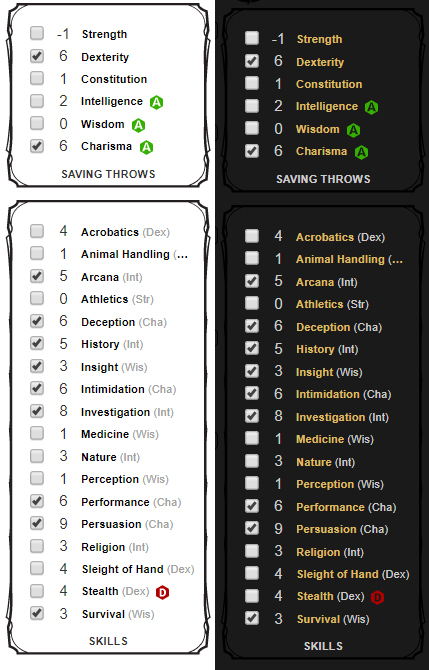 -1 Strength
6 Dexterity
1 Constitution
2 Intelligence A
0 Wisdom A
6 Charisma A
SAVING THROWS
4 Acrobatics (Dex)
1 Animal Handling (...
5 Arcana (Int)
0 Athletics (Str)
6 Deception (Cha)
5 History (Int)
3 Insight (Wis)
6 Intimidation (Cha)
8 Investigation (Int)
1 Medicine (Wis)
3 Nature (Int)
1 Perception (Wis)
6 Performance (Cha)
9 Persuasion (Cha)
3 Religion (Int)
4 Sleight of Hand (Dex)
4 Stealth (Dex) D
3 Survival (Wis)
SKILLS
-1 Strength
6 Dexterity
1 Constitution
2 Intelligence A
0 Wisdom A
6 Charisma A
SAVING THROWS
4 Acrobatics (Dex)
1 Animal Handling (...
5 Arcana (Int)
0 Athletics (Str)
6 Deception (Cha)
5 History (Int)
3 Insight (Wis)
6 Intimidation (Cha)
8 Investigation (Int)
1 Medicine (Wis)
3 Nature (Int)
1 Perception (Wis)
6 Performance (Cha)
9 Persuasion (Cha)
3 Religion (Int)
4 Sleight of Hand (Dex)
4 Stealth (Dex) D
3 Survival (Wis)
SKILLS